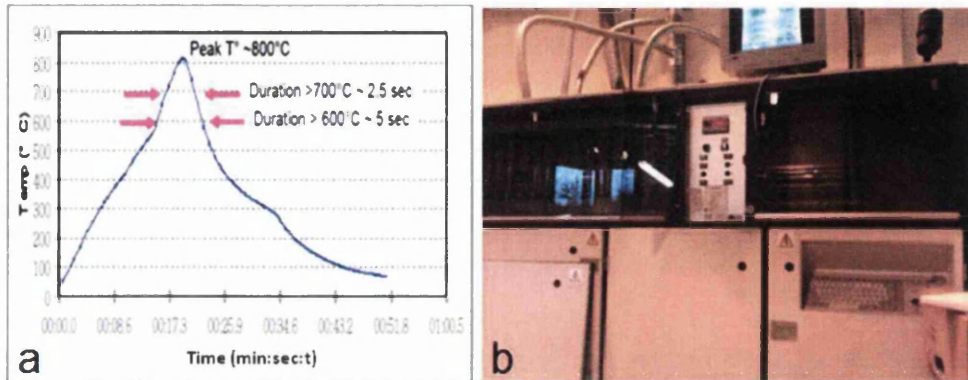 900
Peak T° ~800°C
800
700
Duration >700°C ~ 2.5 sec
600
Duration > 600°C ~ 5 sec
500
400
300
200
100
0
00:00.0 00:08.6 00:17.3 00:25.9 00:34.6 00:43.2 00:51.8 01:00.5
Time (min:sec:t)
Temp (° C)
a
b